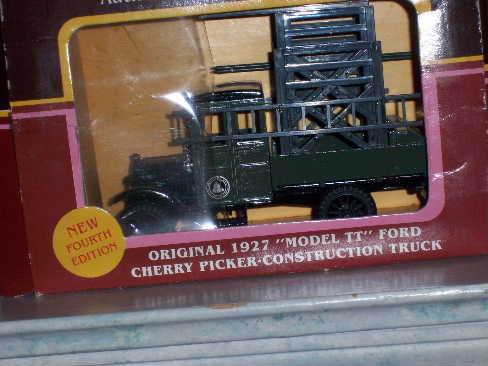 NEW
FOURTH
EDITION
ORIGINAL 1927 "MODEL TT" FORD
CHERRY PICKER-CONSTRUCTION TRUCK